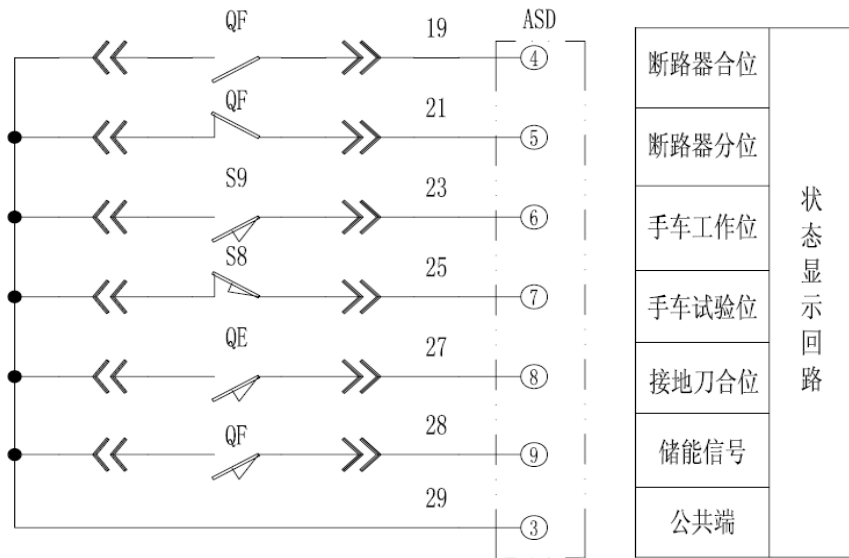 QF 19 ASD
④ 断路器合位
QF 21
⑤ 断路器分位
S9 23
⑥ 手车工作位
S8 25
⑦ 手车试验位
QE 27
⑧ 接地刀合位
QF 28
⑨ 储能信号
29
③ 公共端
状态显示回路